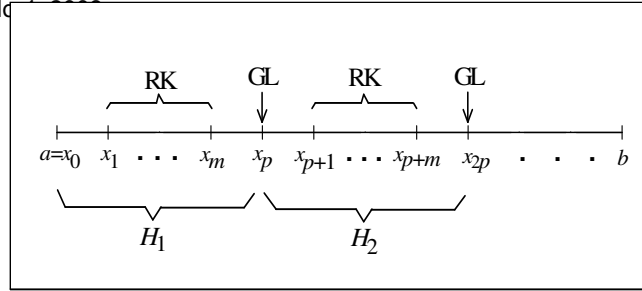 RK GL RK GL
a=x₀ x₁ · · · xₘ xₚ xₚ₊₁ · · · xₚ₊ₘ x₂ₚ · · · b
H₁ H₂